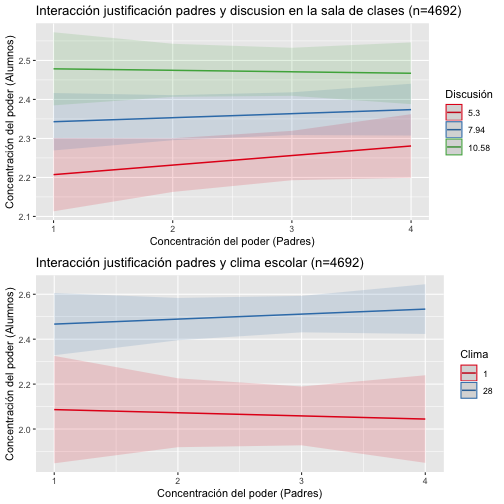 Interacción justificación padres y discusion en la sala de clases (n=4692)
Concentración del poder (Alumnos)
2.5
2.4
2.3
2.2
2.1
1
2
3
4
Concentración del poder (Padres)
Discusión
5.3
7.94
10.58
Interacción justificación padres y clima escolar (n=4692)
Concentración del poder (Alumnos)
2.6
2.4
2.2
2.0
1
2
3
4
Concentración del poder (Padres)
Clima
1
28